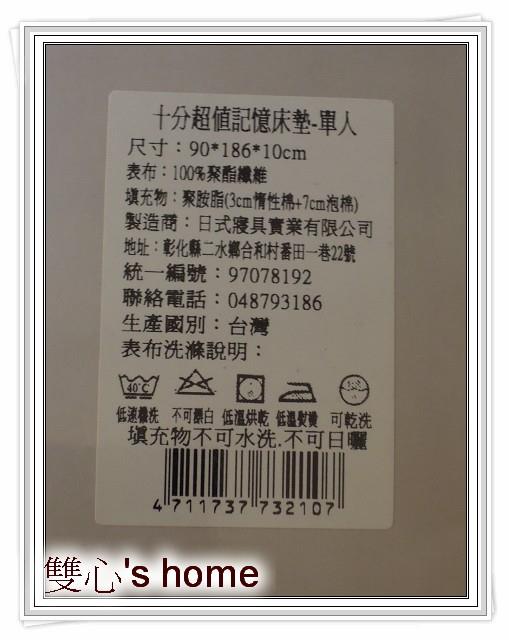 十分超值記憶床墊-單人
尺寸：90*186*10cm
表布：100%聚酯纖維
填充物：聚胺脂(3cm惰性棉+7cm泡棉)
製造商：日式寢具實業有限公司
地址：彰化縣二水鄉合和村番田一巷22號
統一編號：97078192
聯絡電話：048793186
生產國別：台灣
表布洗滌說明：
40°C
低速機洗 不可漂白 低溫烘乾 低溫熨燙 可乾洗
填充物不可水洗.不可日曬
4 711737 732107
雙心's home